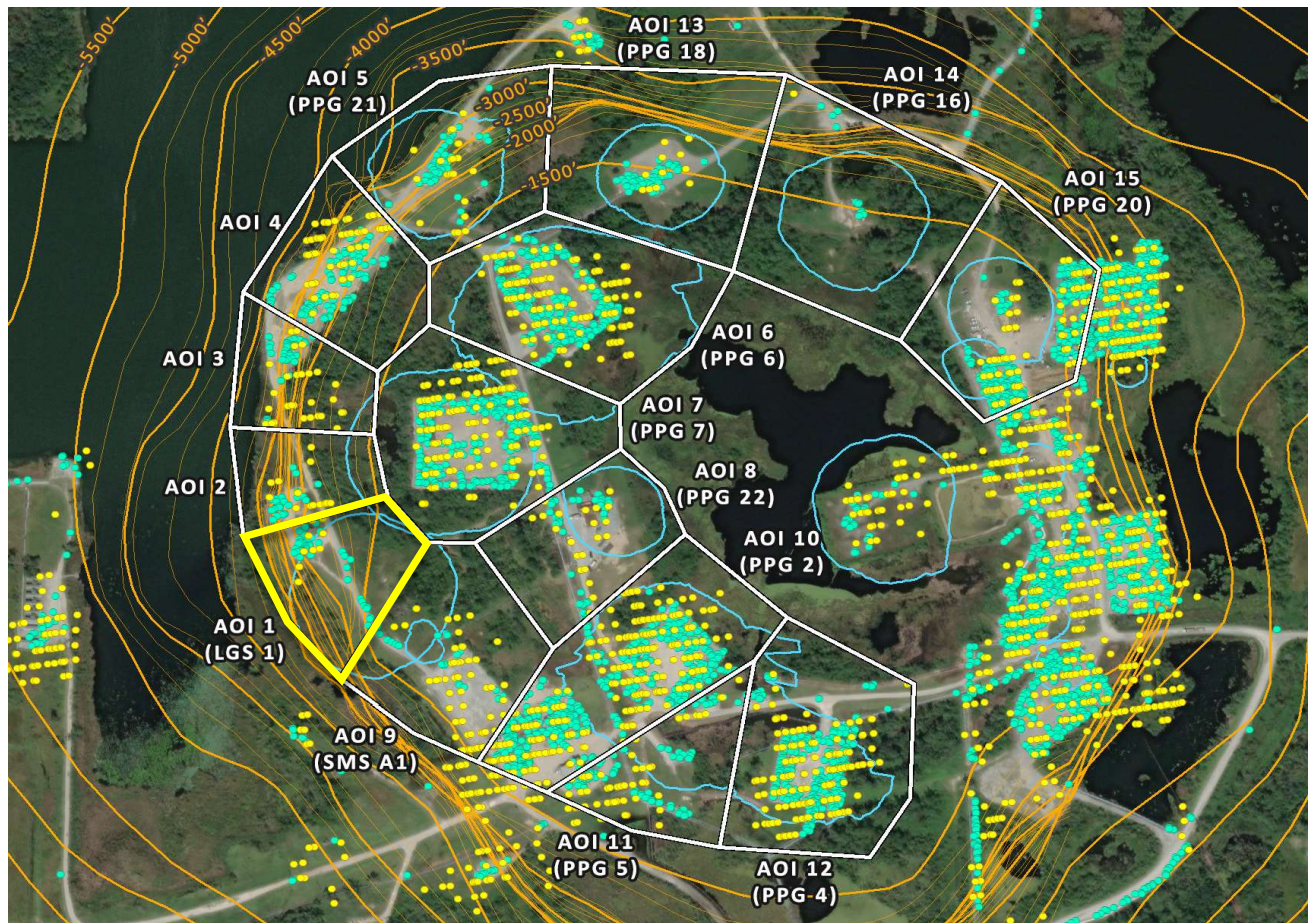 -5500'
-5000'
-4500'
-4000'
-3500'
-3000'
-2500'
-2000'
-1500'
AOI 13
(PPG 18)
AOI 5
(PPG 21)
AOI 14
(PPG 16)
AOI 15
(PPG 20)
AOI 4
AOI 3
AOI 6
(PPG 6)
AOI 7
(PPG 7)
AOI 2
AOI 8
(PPG 22)
AOI 10
(PPG 2)
AOI 1
(LGS 1)
AOI 9
(SMS A1)
AOI 11
(PPG 5)
AOI 12
(PPG 4)